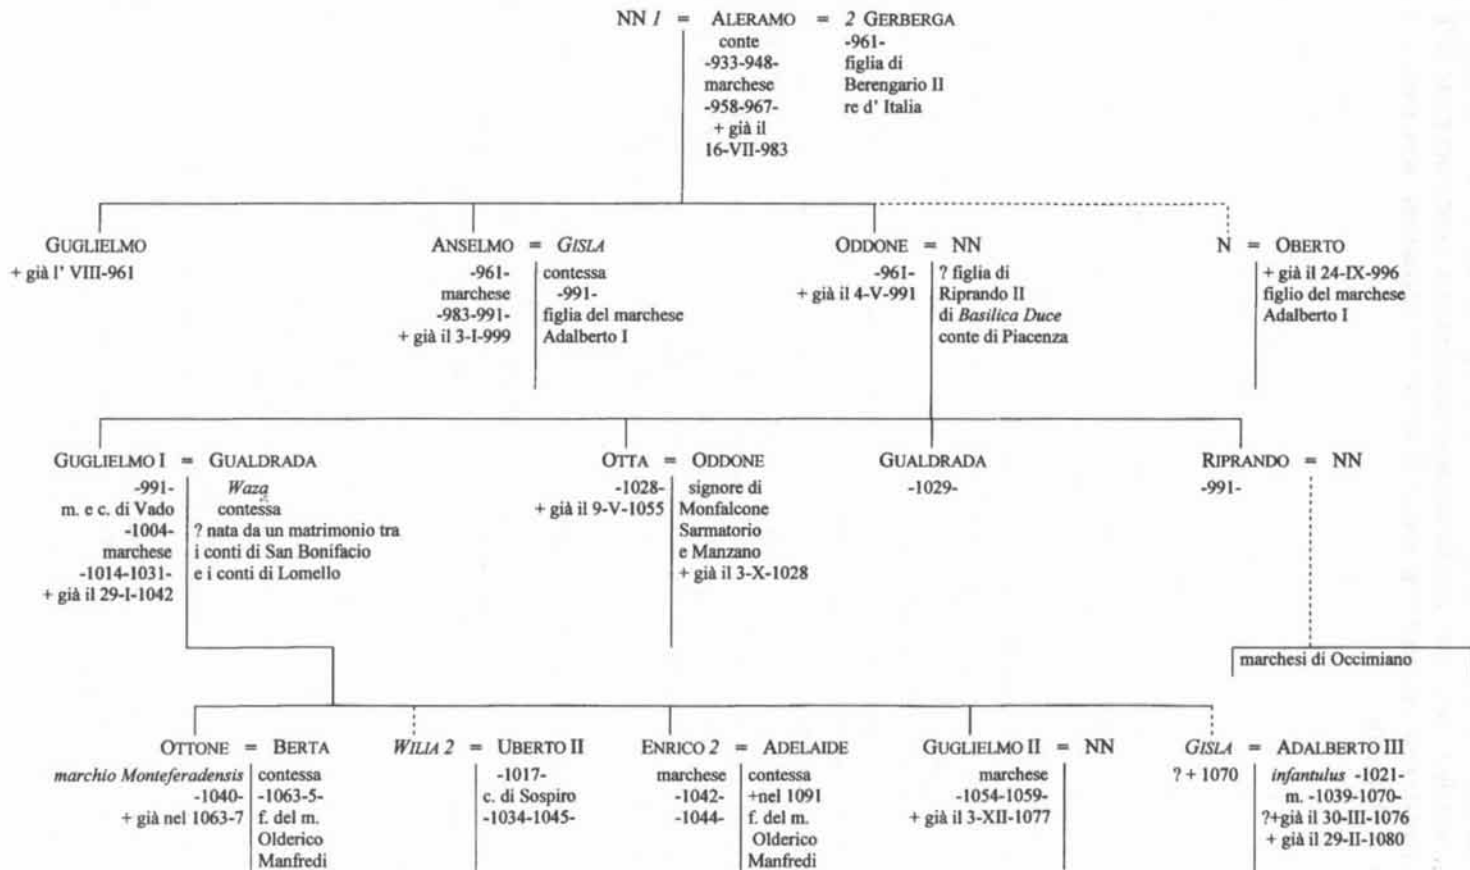 NN 1 = ALERAMO = 2 GERBERGA
conte
-933-948-
marchese
-958-967-
+ già il
16-VII-983
-961-
figlia di
Berengario II
re d' Italia
GUGLIELMO
+ già l' VIII-961
ANSELMO = GISLA
-961-
marchese
-983-991-
+ già il 3-I-999
contessa
-991-
figlia del marchese
Adalberto I
ODDONE = NN
-961-
+ già il 4-V-991
? figlia di
Riprando II
di Basilica Duce
conte di Piacenza
N = OBERTO
+ già il 24-IX-996
figlio del marchese
Adalberto I
GUGLIELMO I = GUALDRADA
-991-
m. e c. di Vado
-1004-
marchese
-1014-1031-
+ già il 29-I-1042
Waza
contessa
? nata da un matrimonio tra
i conti di San Bonifacio
e i conti di Lomello
OTTA = ODDONE
-1028-
+ già il 9-V-1055
signore di
Monfalcone
Sarmatorio
e Manzano
+ già il 3-X-1028
GUALDRADA
-1029-
RIPRANDO = NN
-991-
marchesi di Occimiano
OTTONE = BERTA
marchio Monteferadensis
-1040-
+ già nel 1063-7
contessa
-1063-5-
f. del m.
Olderico
Manfredi
WILIA 2 = UBERTO II
-1017-
c. di Sospiro
-1034-1045-
ENRICO 2 = ADELAIDE
marchese
-1042-
-1044-
contessa
+nel 1091
f. del m.
Olderico
Manfredi
GUGLIELMO II = NN
marchese
-1054-1059-
+ già il 3-XII-1077
GISLA = ADALBERTO III
? + 1070
infantulus -1021-
m. -1039-1070-
?+già il 30-III-1076
+ già il 29-II-1080